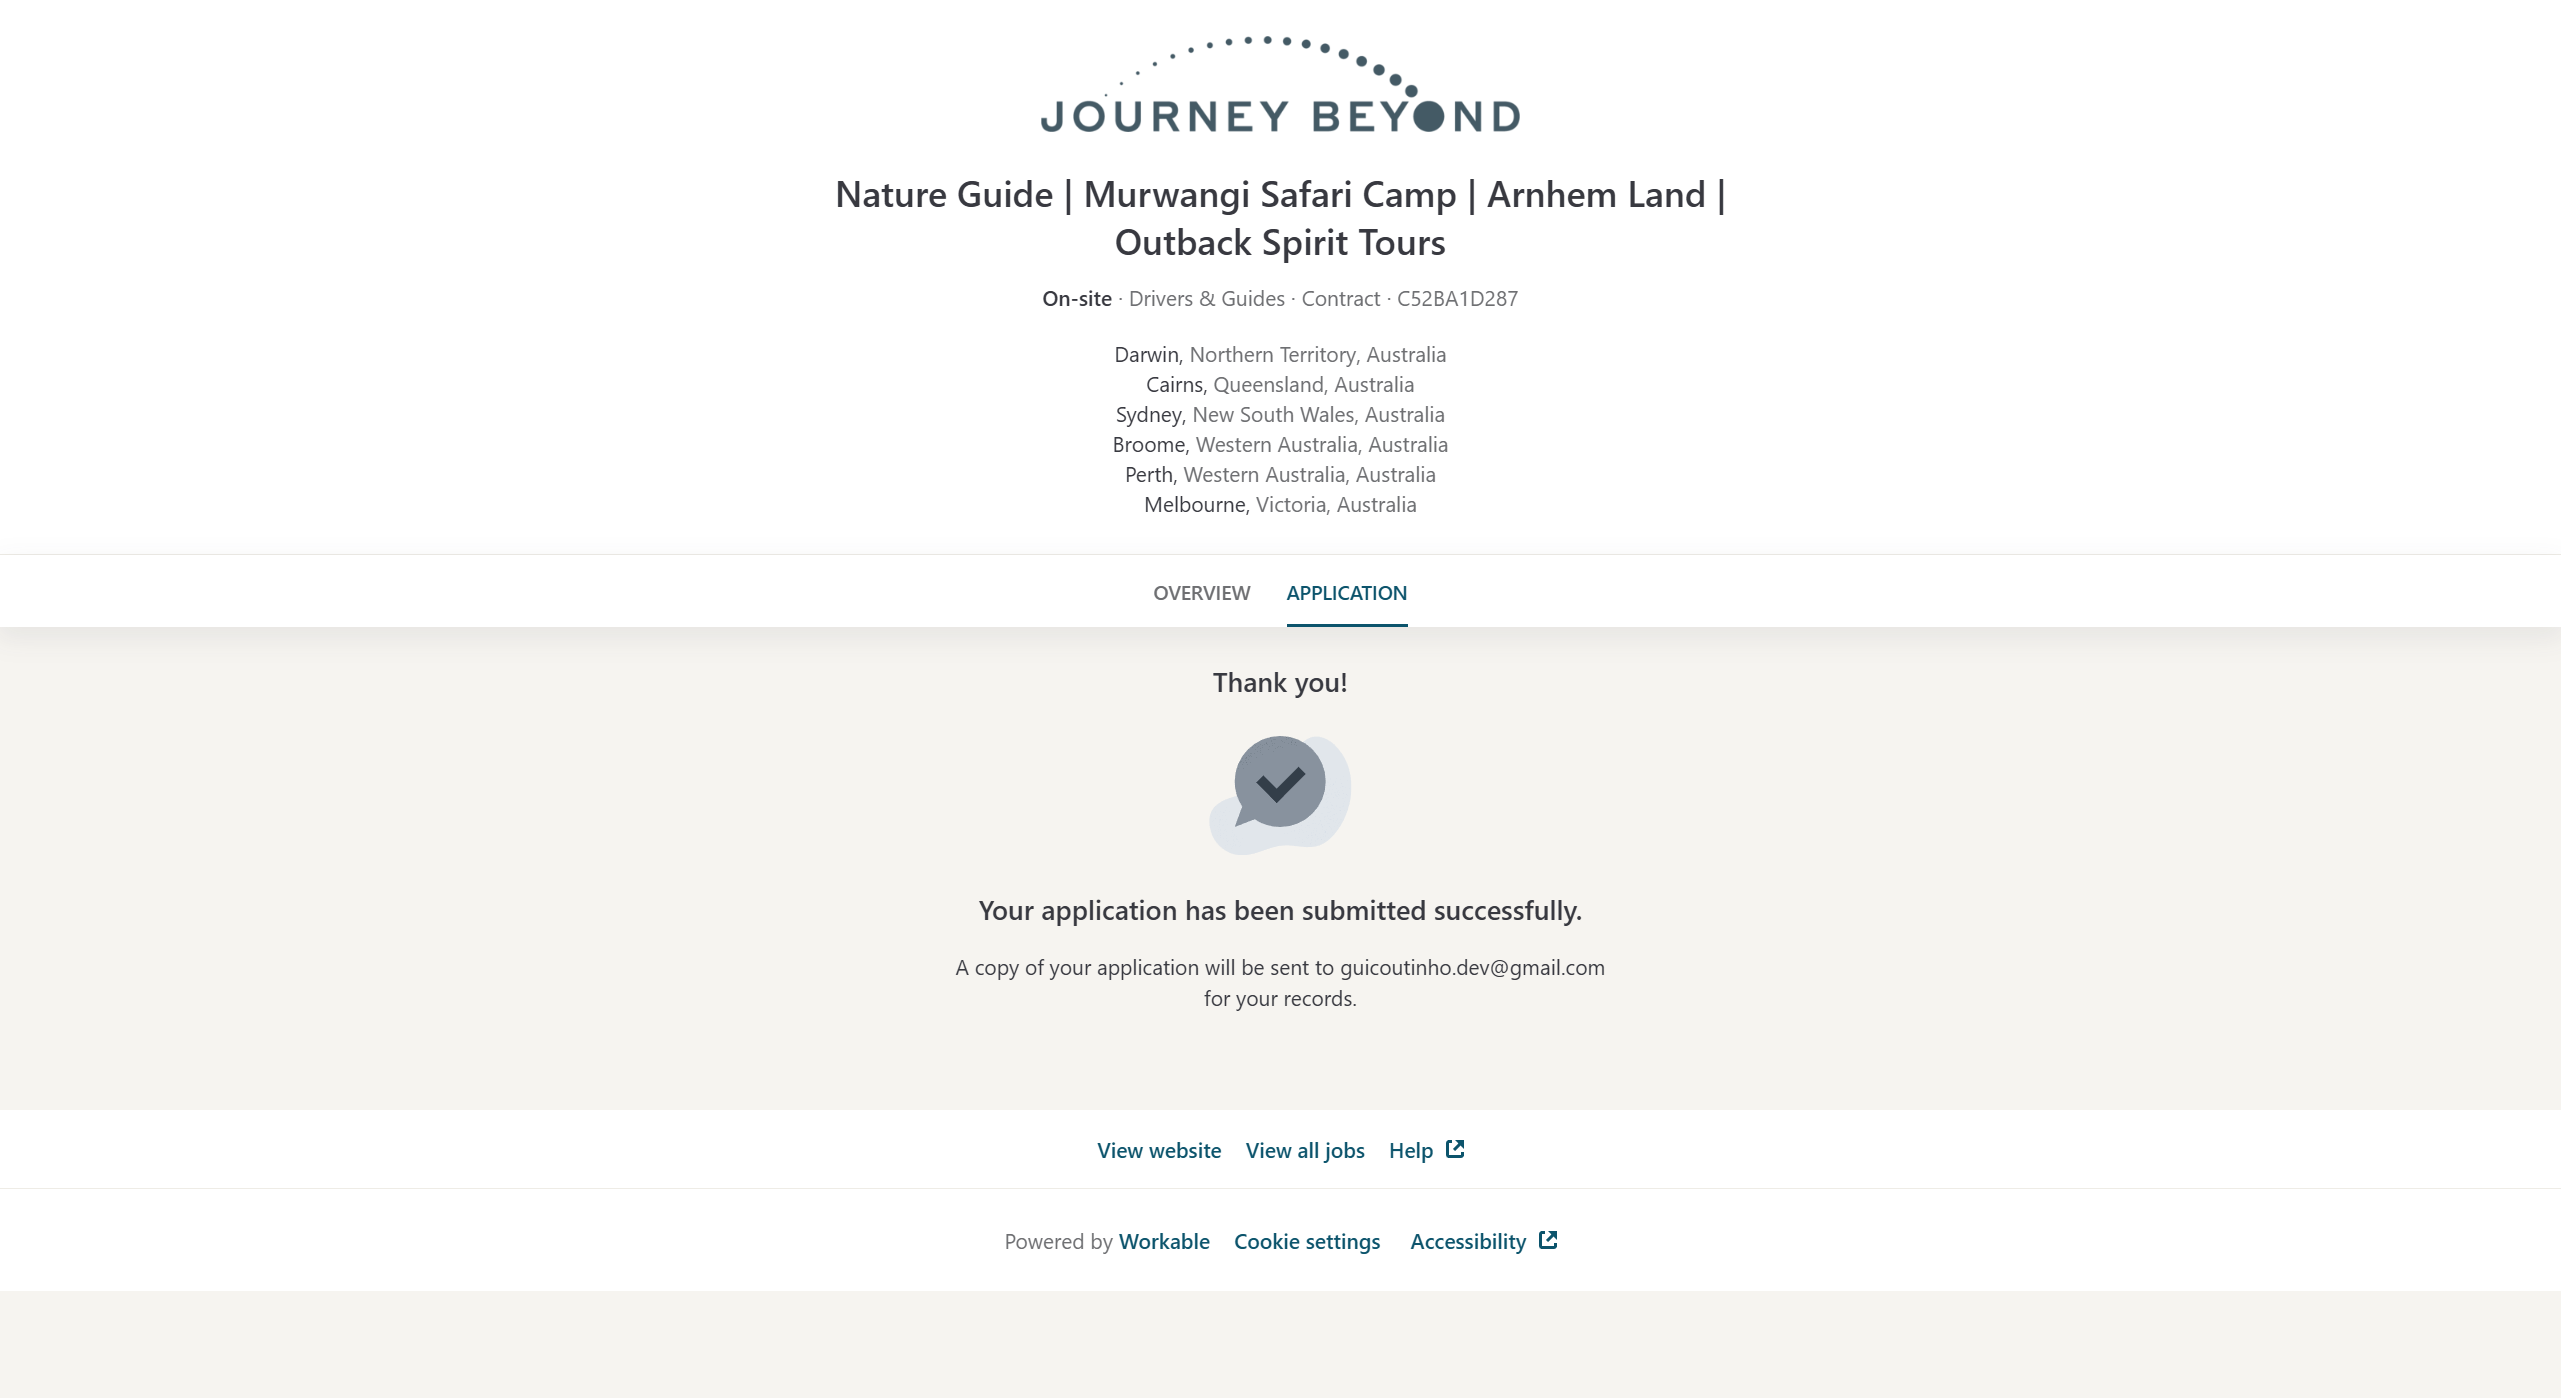 JOURNEY BEYOND
Nature Guide | Murwangi Safari Camp | Arnhem Land |
Outback Spirit Tours
On-site · Drivers & Guides · Contract · C52BA1D287
Darwin, Northern Territory, Australia
Cairns, Queensland, Australia
Sydney, New South Wales, Australia
Broome, Western Australia, Australia
Perth, Western Australia, Australia
Melbourne, Victoria, Australia
OVERVIEW APPLICATION
Thank you!
Your application has been submitted successfully.
A copy of your application will be sent to guicoutinho.dev@gmail.com
for your records.
View website View all jobs Help
Powered by Workable Cookie settings Accessibility